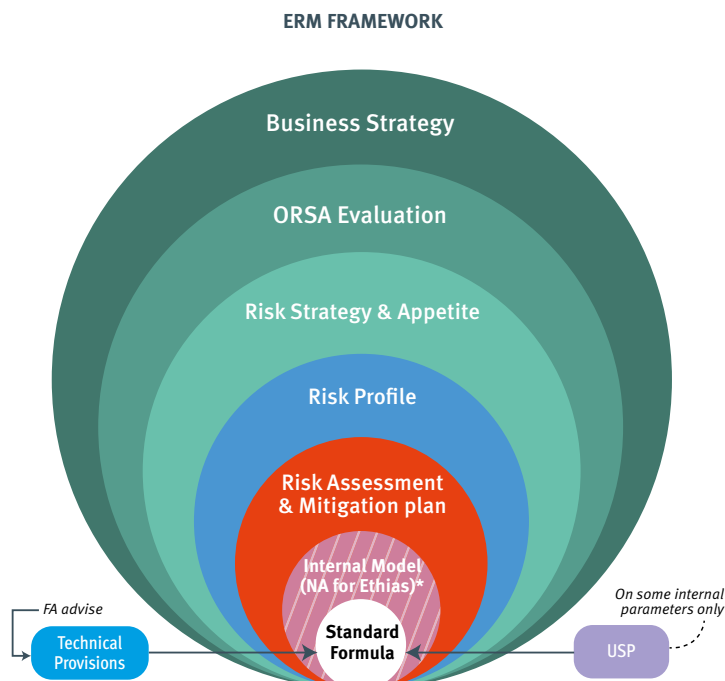 ERM FRAMEWORK
Business Strategy
ORSA Evaluation
Risk Strategy & Appetite
Risk Profile
Risk Assessment
& Mitigation plan
Internal Model
(NA for Ethias)*
Standard
Formula
FA advise
Technical
Provisions
On some internal
parameters only
USP